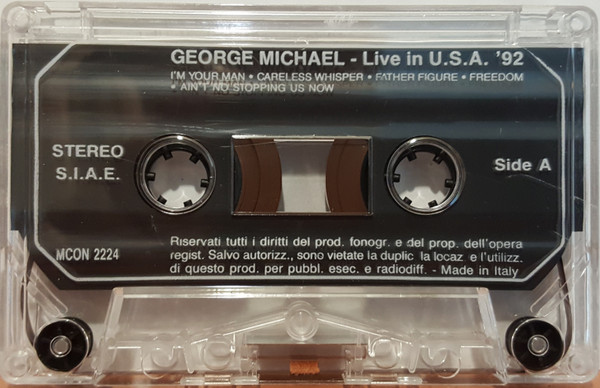 GEORGE MICHAEL - Live in U.S.A. '92
I'M YOUR MAN • CARELESS WHISPER • FATHER FIGURE • FREEDOM
• AIN'T NO STOPPING US NOW
STEREO
S.I.A.E.
Side A
MCON 2224
Riservati tutti i diritti del prod. fonogr. e del prop. dell'opera
regist. Salvo autorizz., sono vietate la duplic la locaz e l'utilizz.
di questo prod. per pubbl. esec. e radiodiff. - Made in Italy